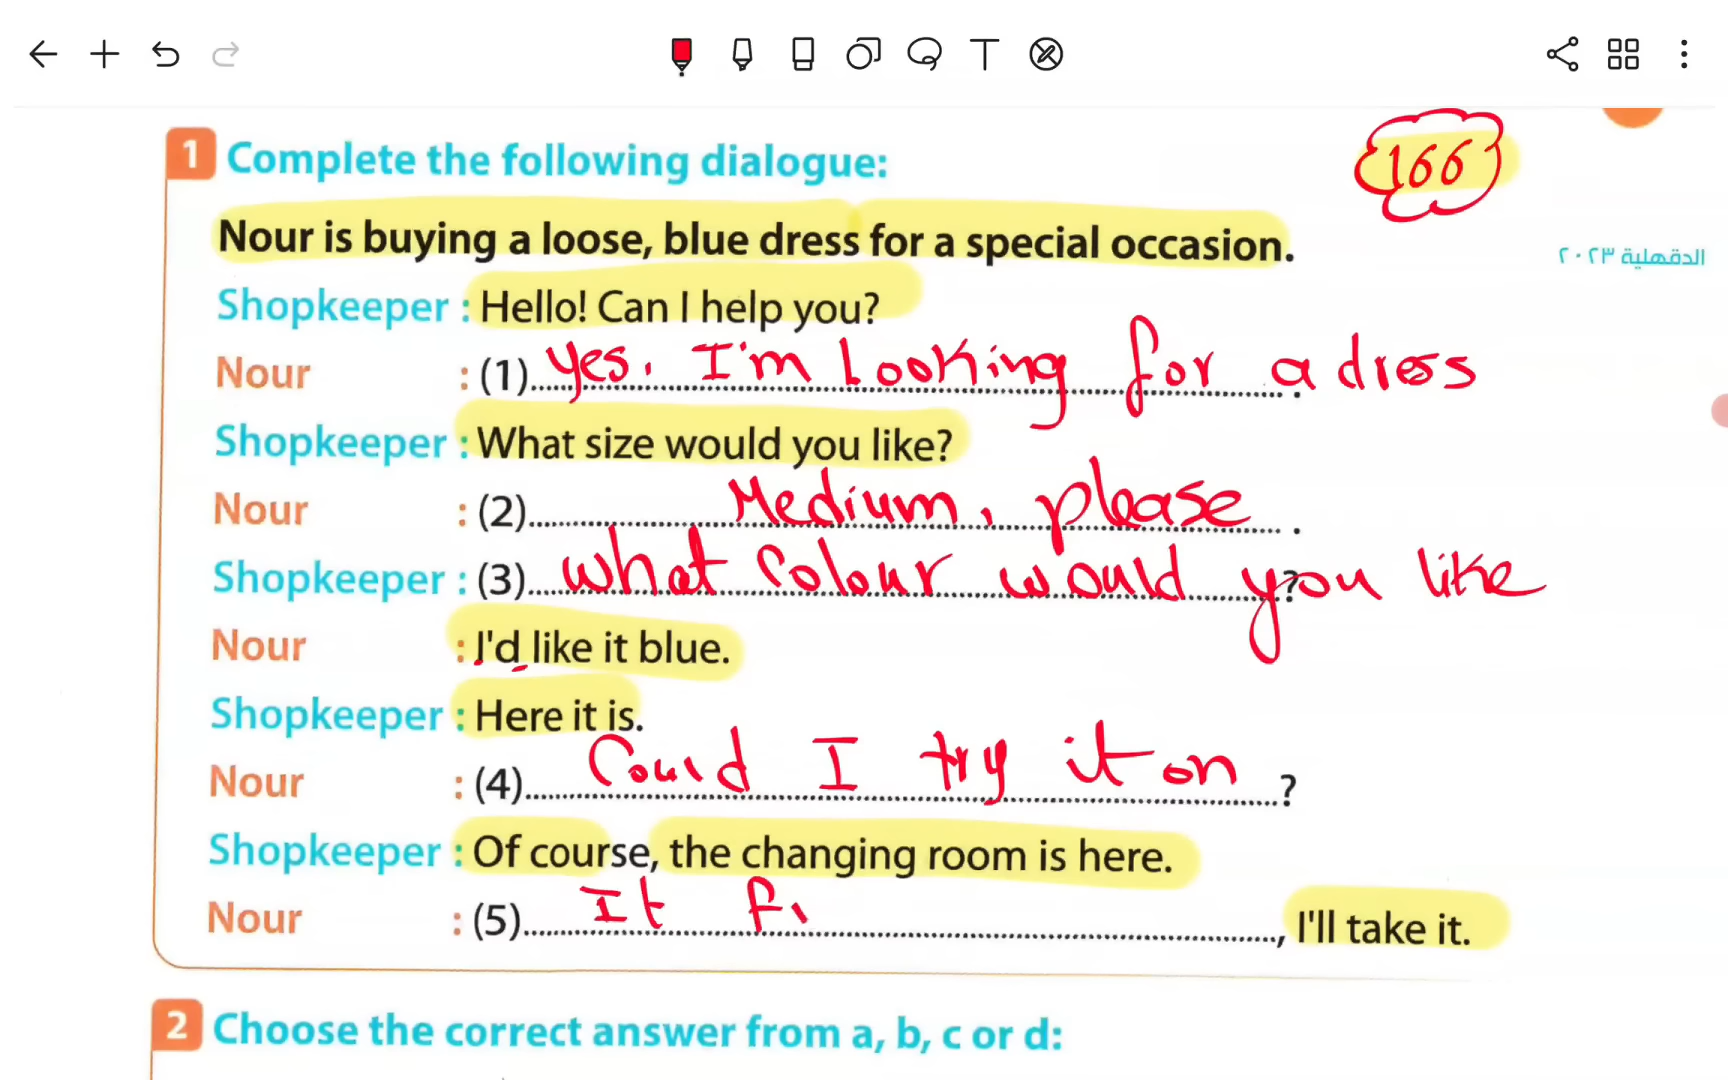 1 Complete the following dialogue:
166
Nour is buying a loose, blue dress for a special occasion.
الدقهلية ٢٠٢٣
Shopkeeper : Hello! Can I help you?
Nour : (1) yes. I'm looking for a dress .
Shopkeeper : What size would you like?
Nour : (2) Medium, please .
Shopkeeper : (3) what colour would you like ?
Nour : I'd like it blue.
Shopkeeper : Here it is.
Nour : (4) Could I try it on ?
Shopkeeper : Of course, the changing room is here.
Nour : (5) It fi , I'll take it.
2 Choose the correct answer from a, b, c or d: